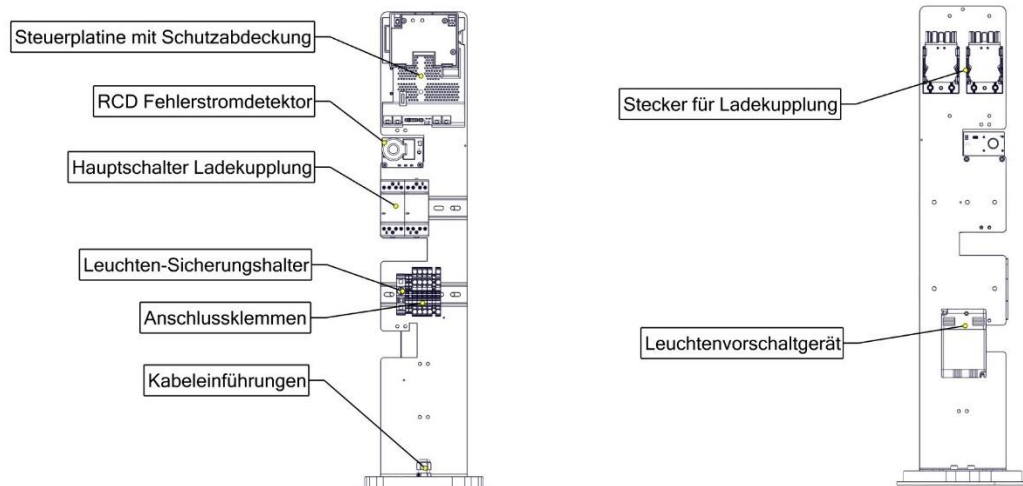 Steuerplatine mit Schutzabdeckung
RCD Fehlerstromdetektor
Hauptschalter Ladekupplung
Leuchten-Sicherungshalter
Anschlussklemmen
Kabeleinführungen
Stecker für Ladekupplung
Leuchtenvorschaltgerät